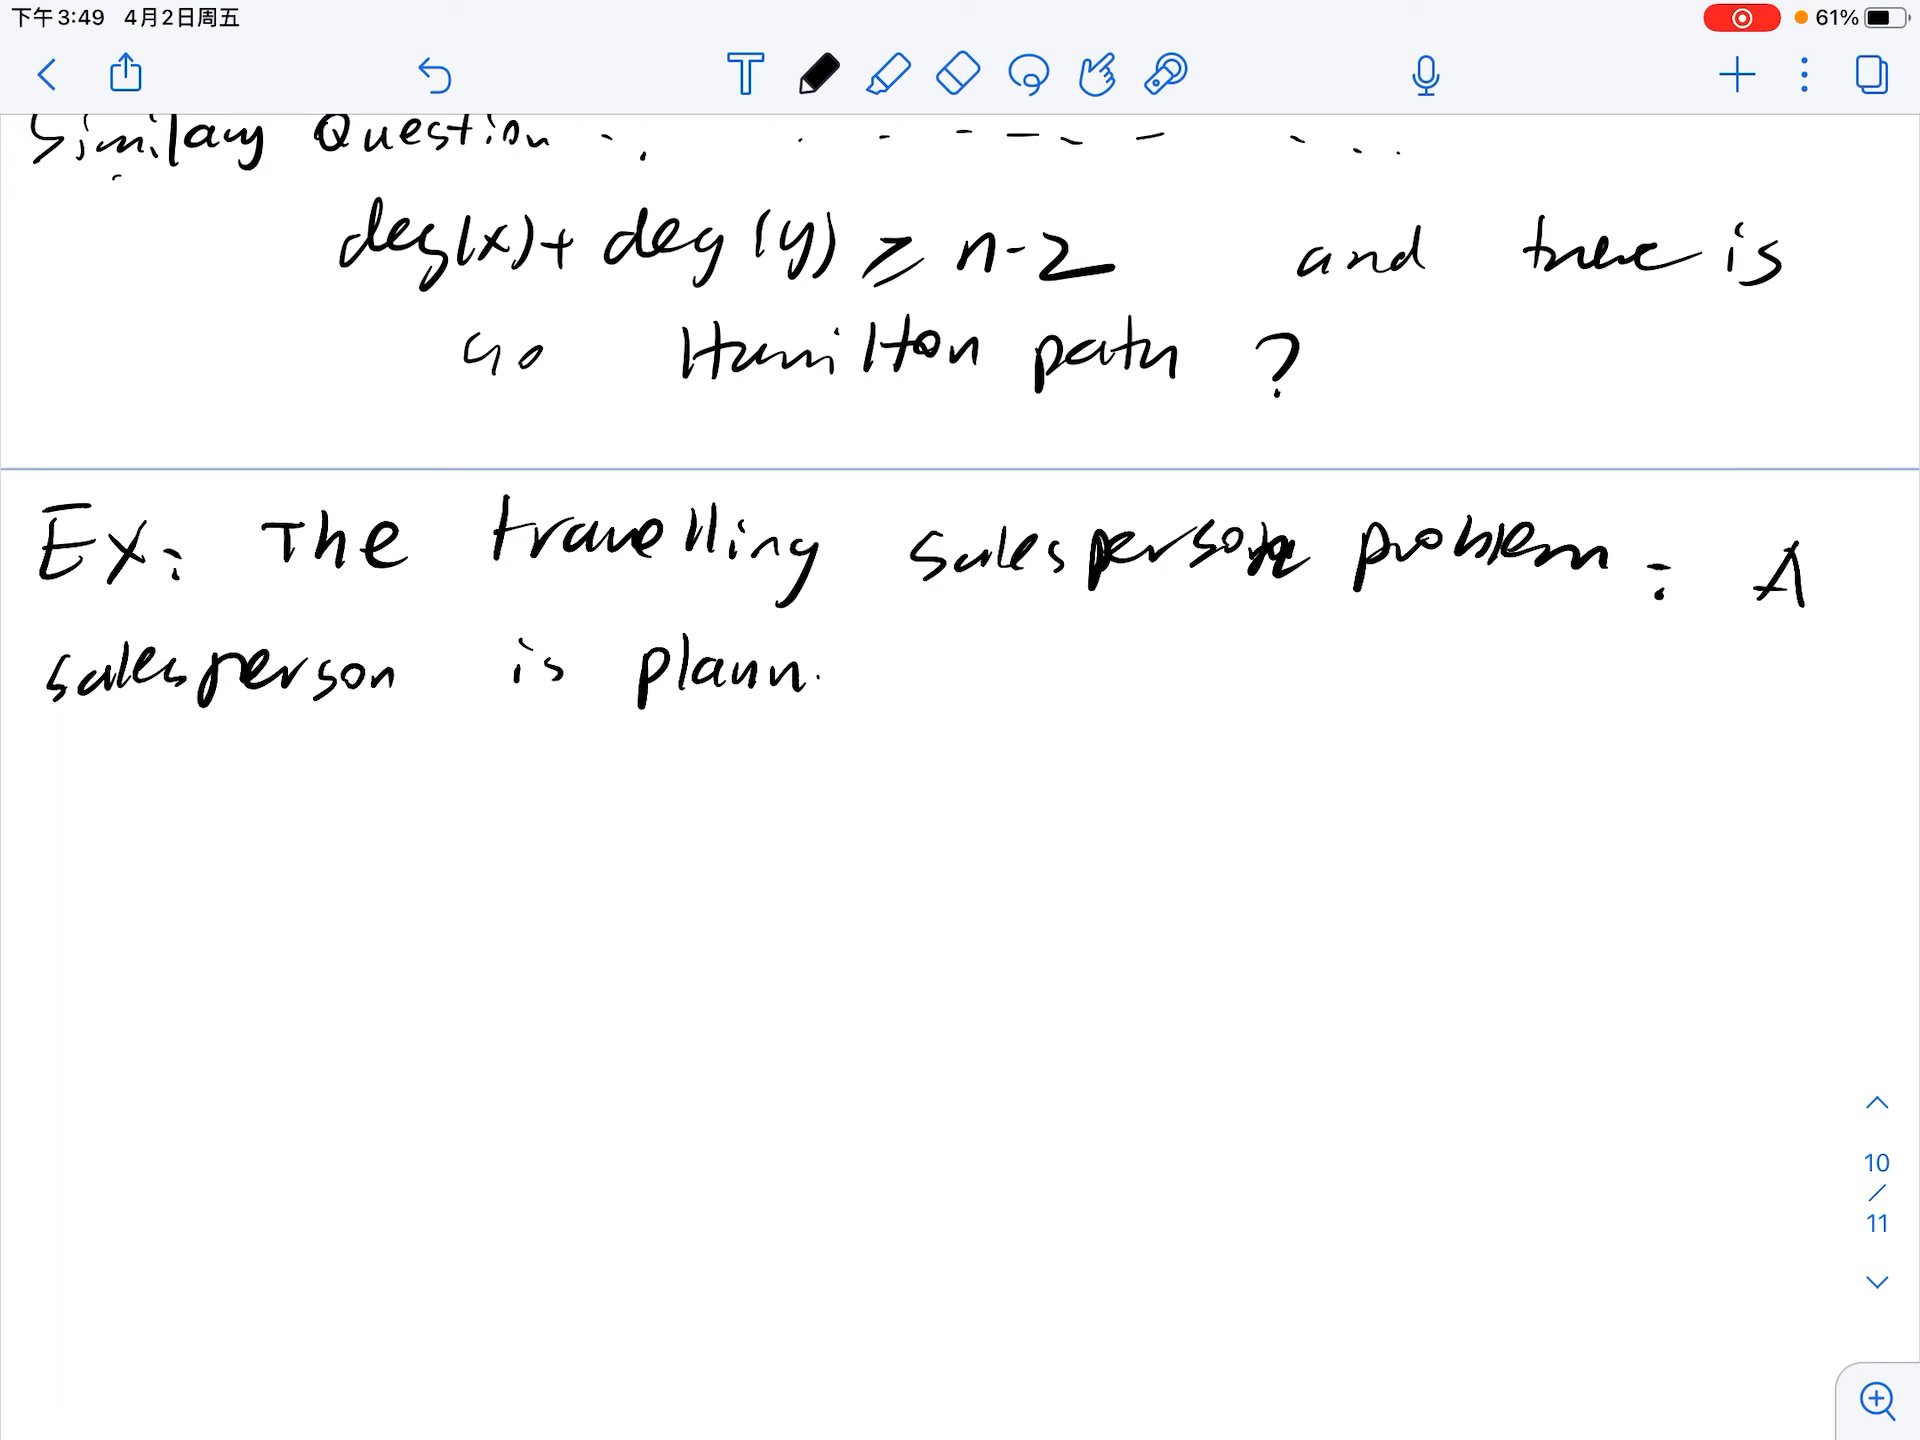 下午3:49 4月2日周五
61%
Similary Question
deg(x)+ deg(y) ≥ n-2 and there is
no Hamilton path ?
Ex: The travelling salesperson problem: A
salesperson is plann
10
/
11